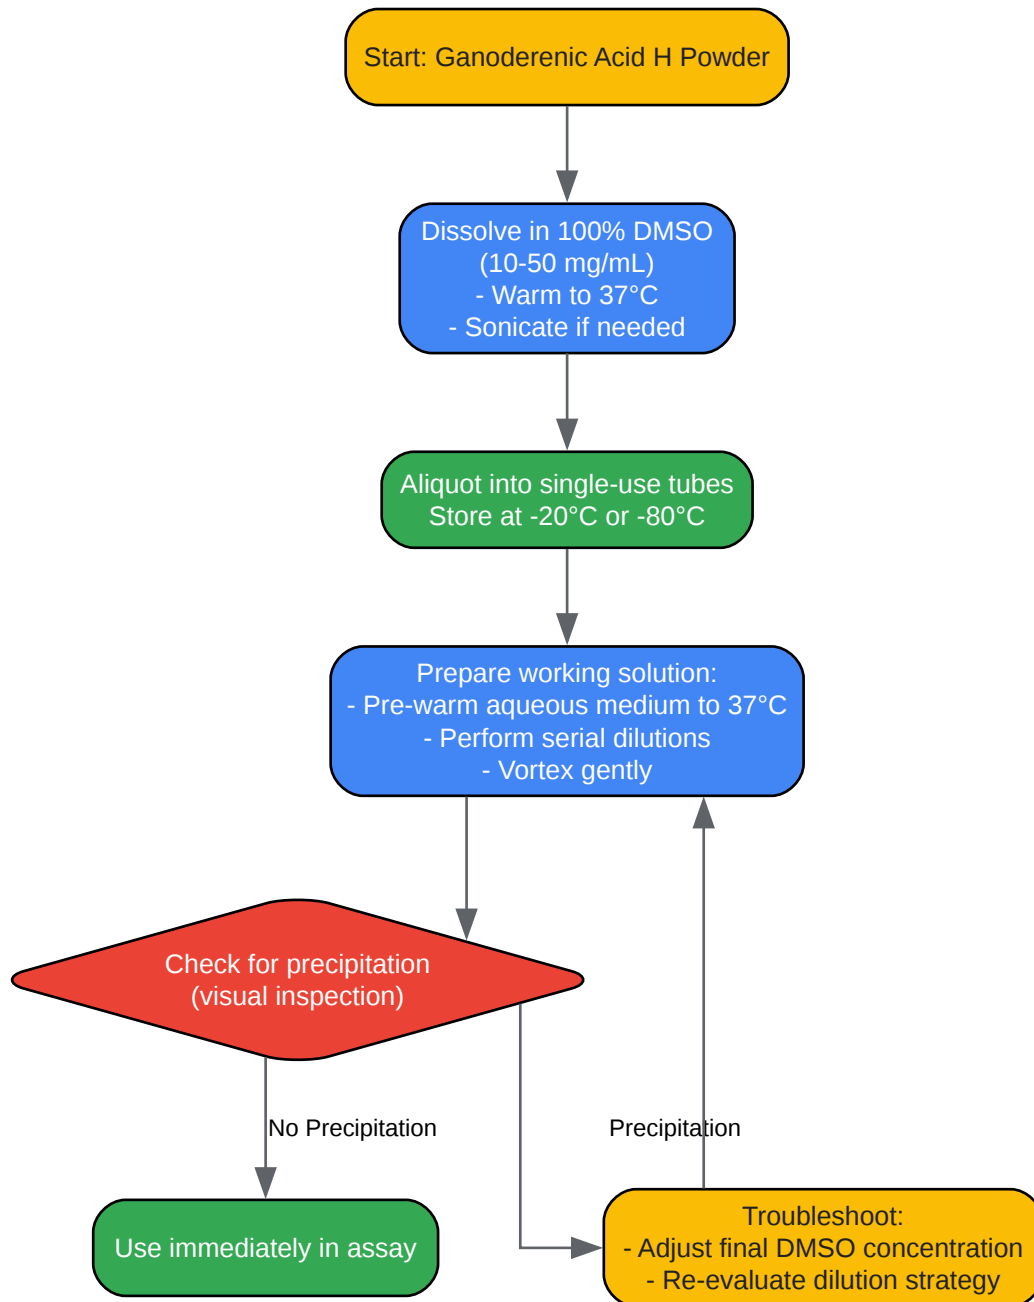 Start: Ganoderenic Acid H Powder
Dissolve in 100% DMSO
(10-50 mg/mL)
- Warm to 37°C
- Sonicate if needed
Aliquot into single-use tubes
Store at -20°C or -80°C
Prepare working solution:
- Pre-warm aqueous medium to 37°C
- Perform serial dilutions
- Vortex gently
Check for precipitation
(visual inspection)
No Precipitation
Precipitation
Use immediately in assay
Troubleshoot:
- Adjust final DMSO concentration
- Re-evaluate dilution strategy